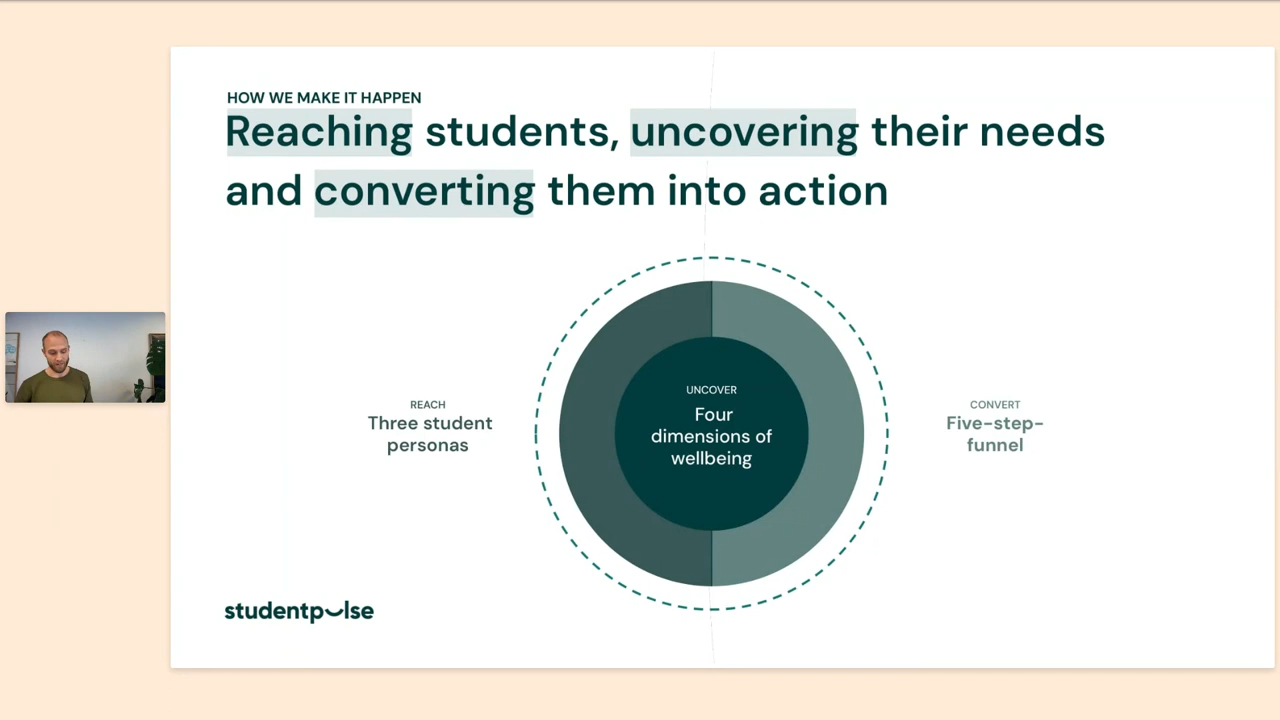 HOW WE MAKE IT HAPPEN
Reaching students, uncovering their needs
and converting them into action
REACH
Three student
personas
UNCOVER
Four
dimensions of
wellbeing
CONVERT
Five-step-
funnel
studentpulse